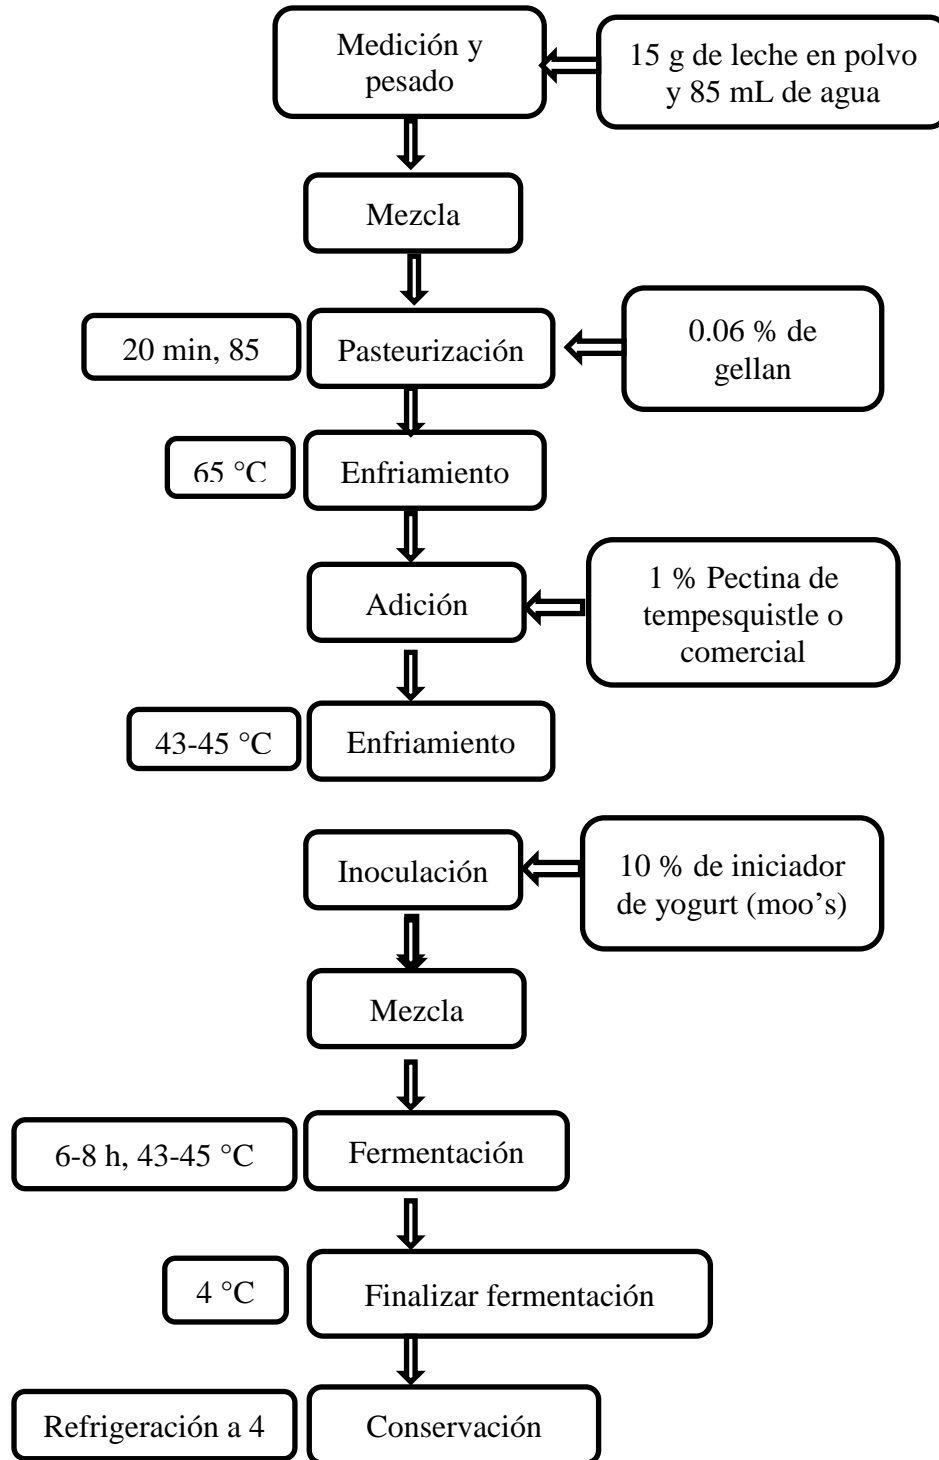 Medición y
pesado
15 g de leche en polvo
y 85 mL de agua
Mezcla
20 min, 85
Pasteurización
0.06 % de
gellan
65 °C
Enfriamiento
Adición
1 % Pectina de
tempesquistle o
comercial
43-45 °C
Enfriamiento
Inoculación
10 % de iniciador
de yogurt (moo’s)
Mezcla
6-8 h, 43-45 °C
Fermentación
4 °C
Finalizar fermentación
Refrigeración a 4
Conservación